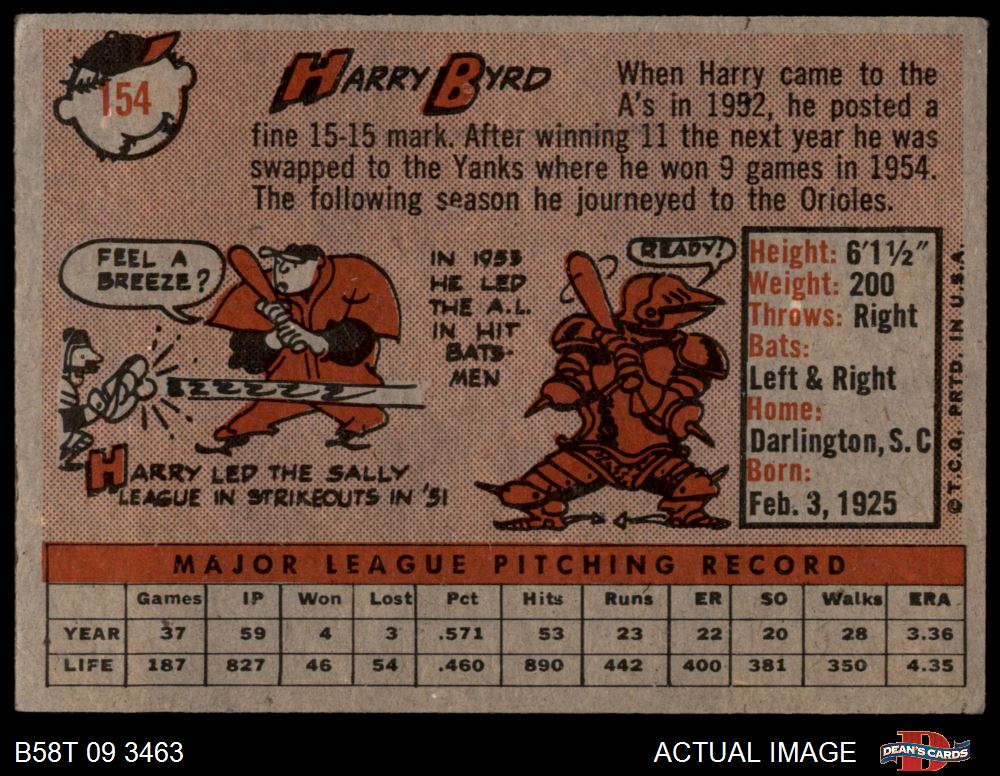 154
HARRY BYRD
When Harry came to the
A's in 1952, he posted a
fine 15-15 mark. After winning 11 the next year he was
swapped to the Yanks where he won 9 games in 1954.
The following season he journeyed to the Orioles.
FEEL A
BREEZE?
HARRY LED THE SALLY
LEAGUE IN STRIKEOUTS IN '51
IN 1953
HE LED
THE A.L.
IN HIT
BATS-
MEN
READY!
Height: 6'1½"
Weight: 200
Throws: Right
Bats:
Left & Right
Home:
Darlington, S. C
Born:
Feb. 3, 1925
© T.C.G. PRTD. IN U.S.A.
MAJOR LEAGUE PITCHING RECORD
Games IP Won Lost Pct Hits Runs ER SO Walks ERA
YEAR 37 59 4 3 .571 53 23 22 20 28 3.36
LIFE 187 827 46 54 .460 890 442 400 381 350 4.35
B58T 09 3463
ACTUAL IMAGE
D
DEAN'S CARDS